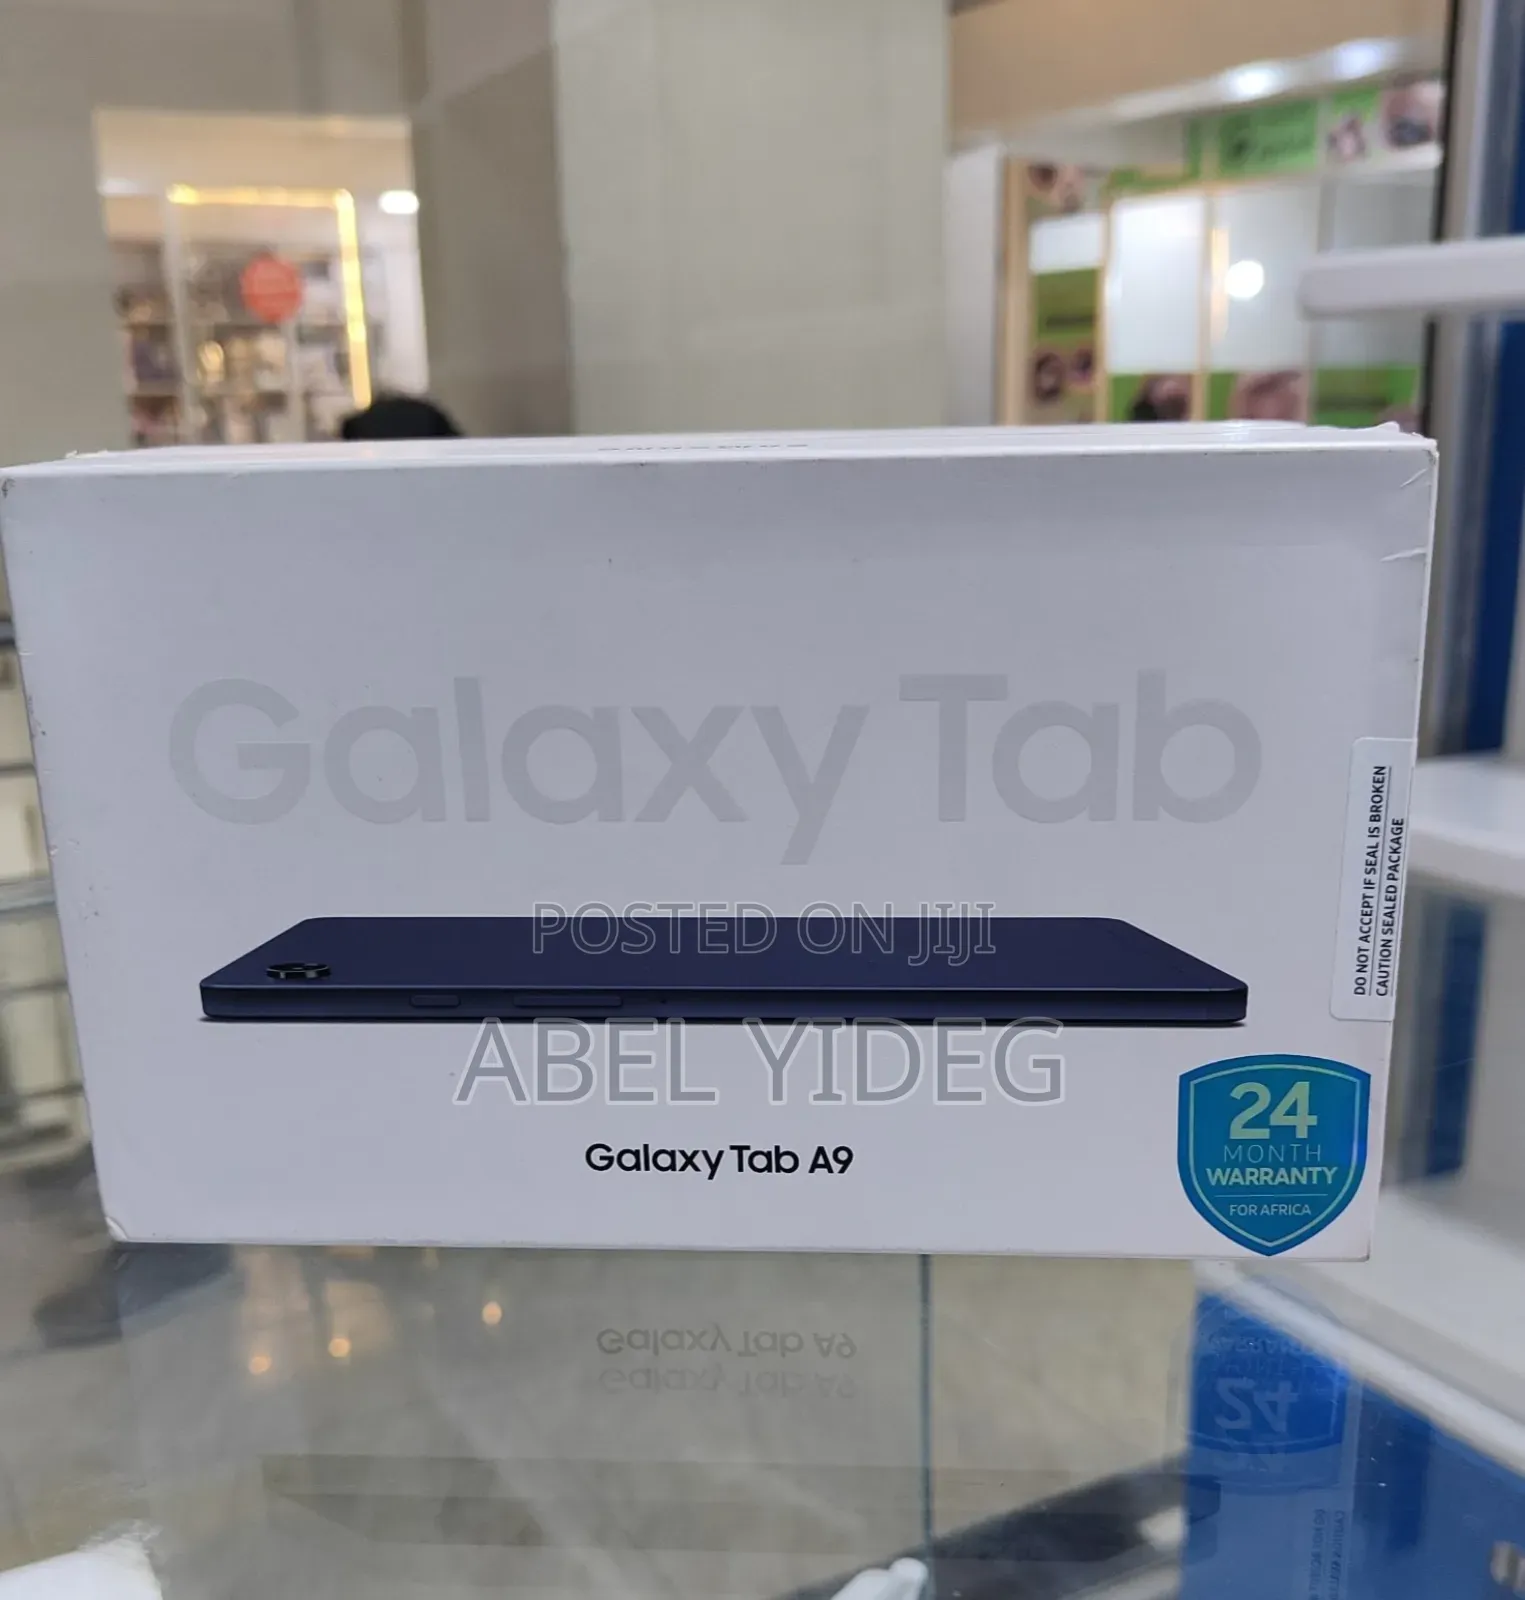 Galaxy Tab
DO NOT ACCEPT IF SEAL IS BROKEN
CAUTION SEALED PACKAGE
POSTED ON JIJI
ABEL YIDEG
Galaxy Tab A9
24
MONTH
WARRANTY
FOR AFRICA